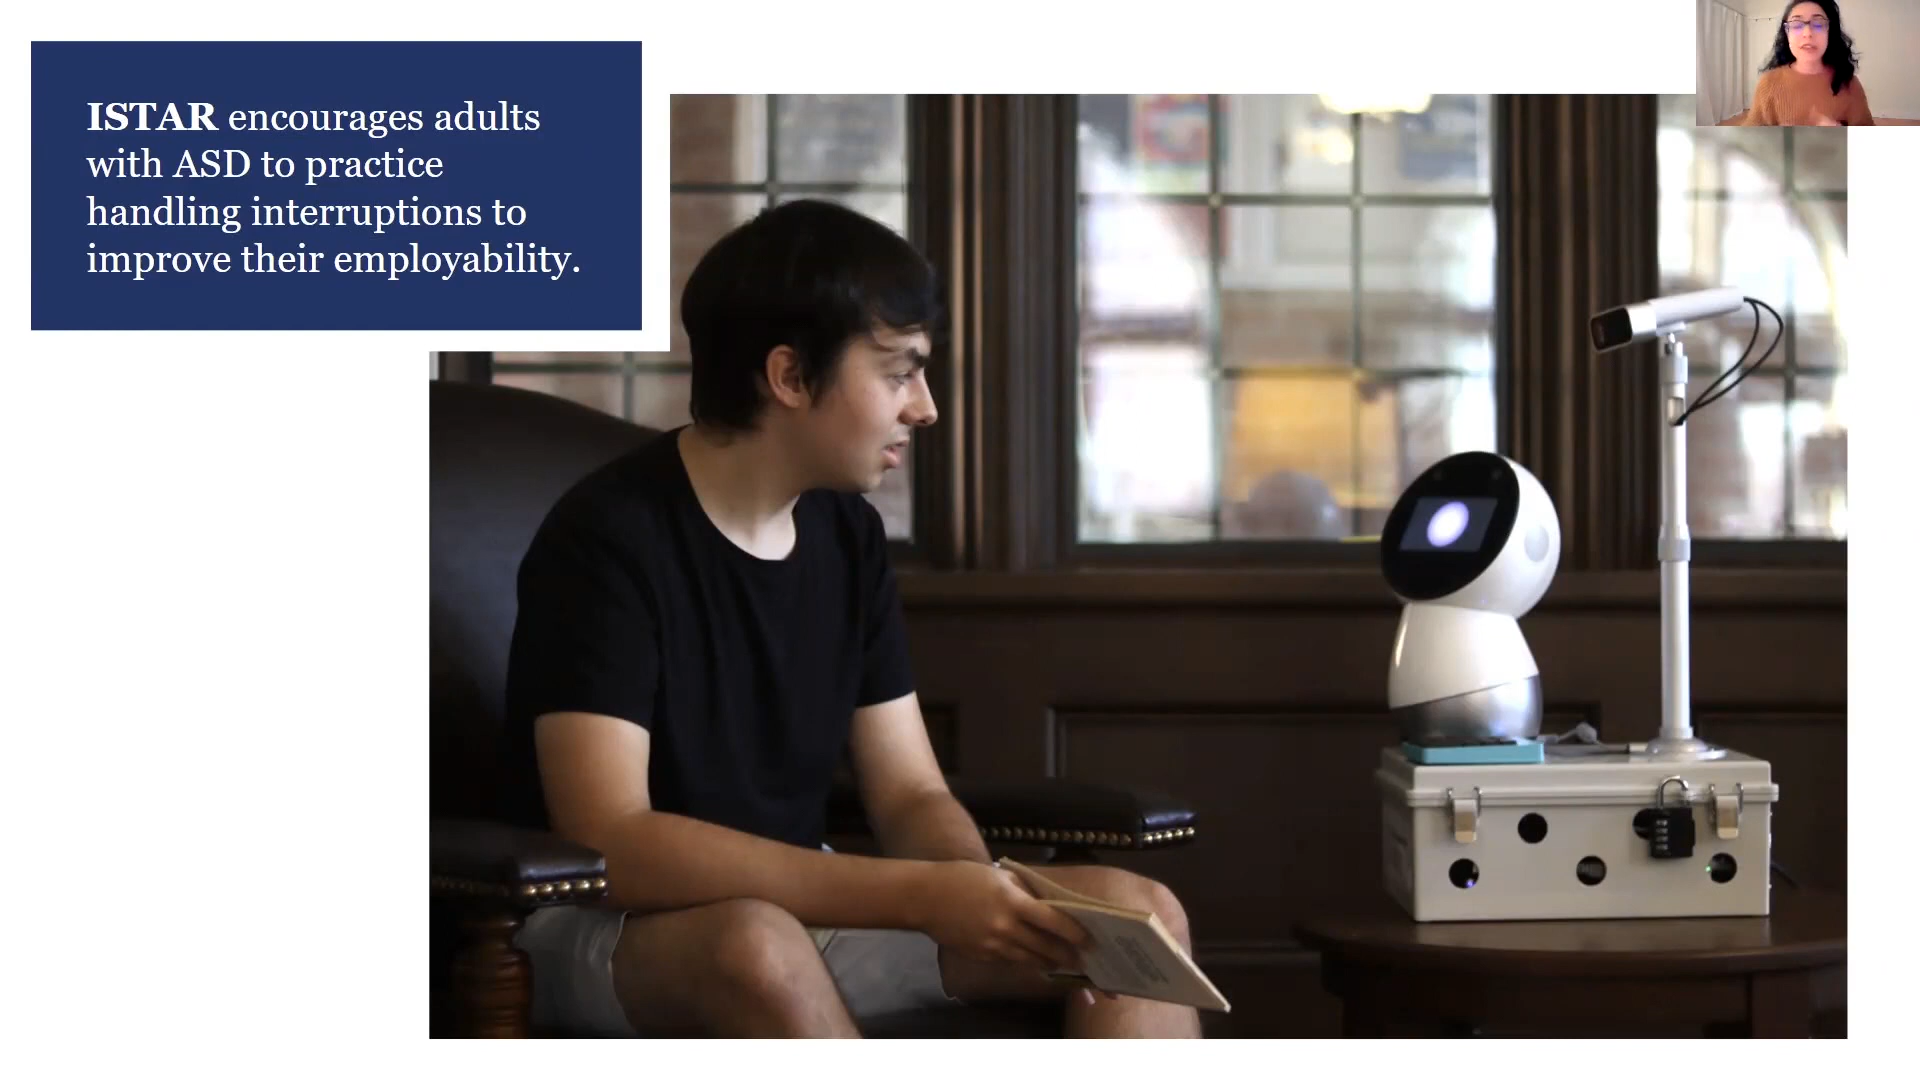 ISTAR encourages adults
with ASD to practice
handling interruptions to
improve their employability.